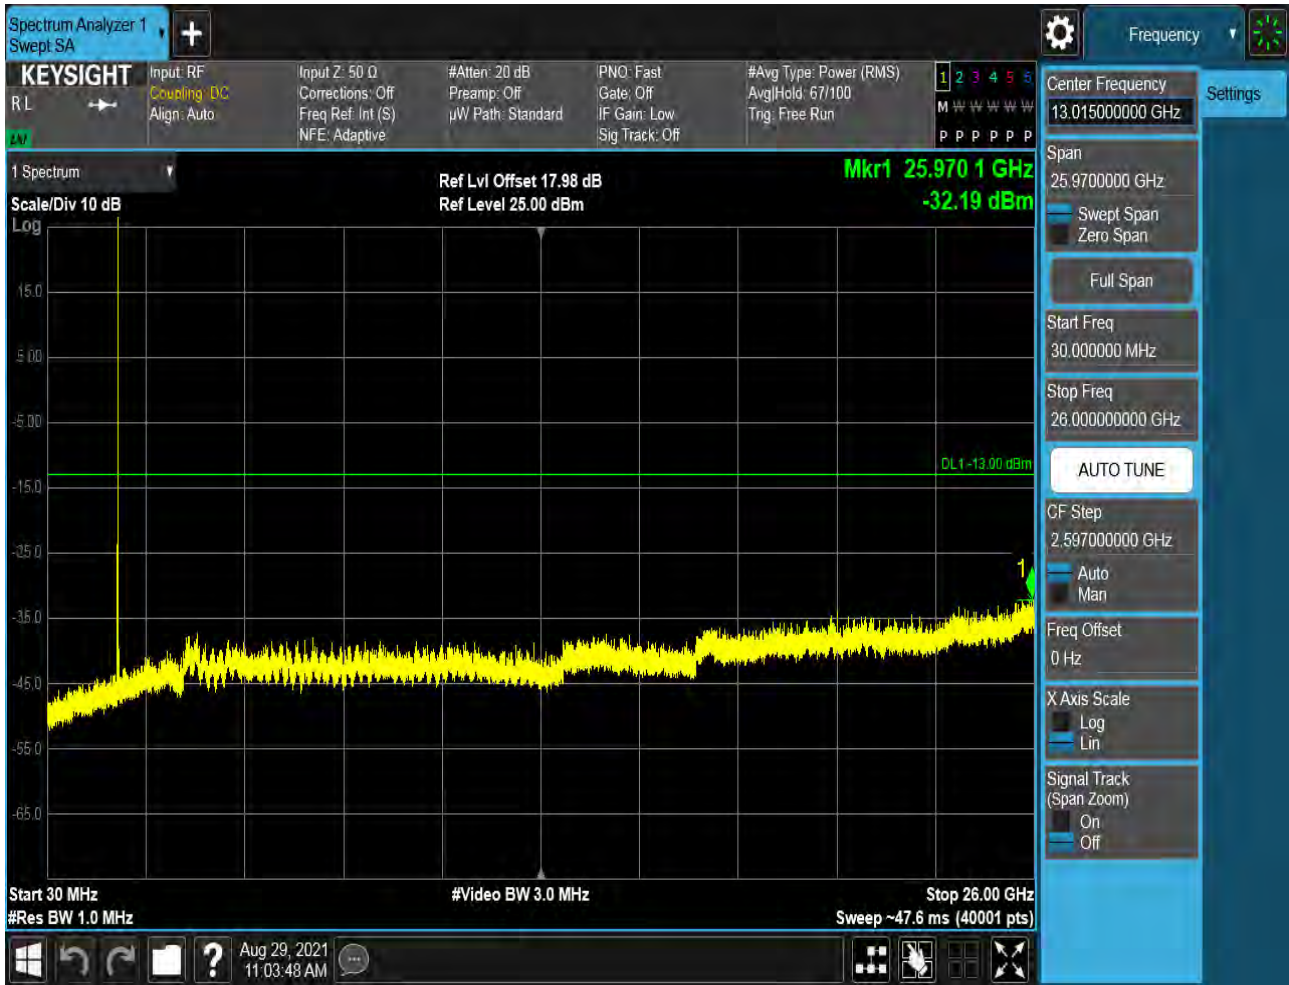 Spectrum Analyzer 1
Swept SA
Frequency
KEYSIGHT
R L
Input: RF
Coupling: DC
Align: Auto
Input Z: 50 Ω
Corrections: Off
Freq Ref: Int (S)
NFE: Adaptive
#Atten: 20 dB
Preamp: Off
µW Path: Standard
PNO: Fast
Gate: Off
IF Gain: Low
Sig Track: Off
#Avg Type: Power (RMS)
Avg|Hold: 67/100
Trig: Free Run
1 2 3 4 5 6
M W W W W W
P P P P P P
Center Frequency
13.015000000 GHz
Settings
1 Spectrum
Scale/Div 10 dB
Log
Ref Lvl Offset 17.98 dB
Ref Level 25.00 dBm
Mkr1 25.970 1 GHz
-32.19 dBm
15.0
5.00
-5.00
-15.0
-25.0
-35.0
-45.0
-55.0
-65.0
DL1 -13.00 dBm
1
Start 30 MHz
#Res BW 1.0 MHz
#Video BW 3.0 MHz
Stop 26.00 GHz
Sweep ~47.6 ms (40001 pts)
Span
25.9700000 GHz
Swept Span
Zero Span
Full Span
Start Freq
30.000000 MHz
Stop Freq
26.000000000 GHz
AUTO TUNE
CF Step
2.597000000 GHz
Auto
Man
Freq Offset
0 Hz
X Axis Scale
Log
Lin
Signal Track
(Span Zoom)
On
Off
?
Aug 29, 2021
11:03:48 AM